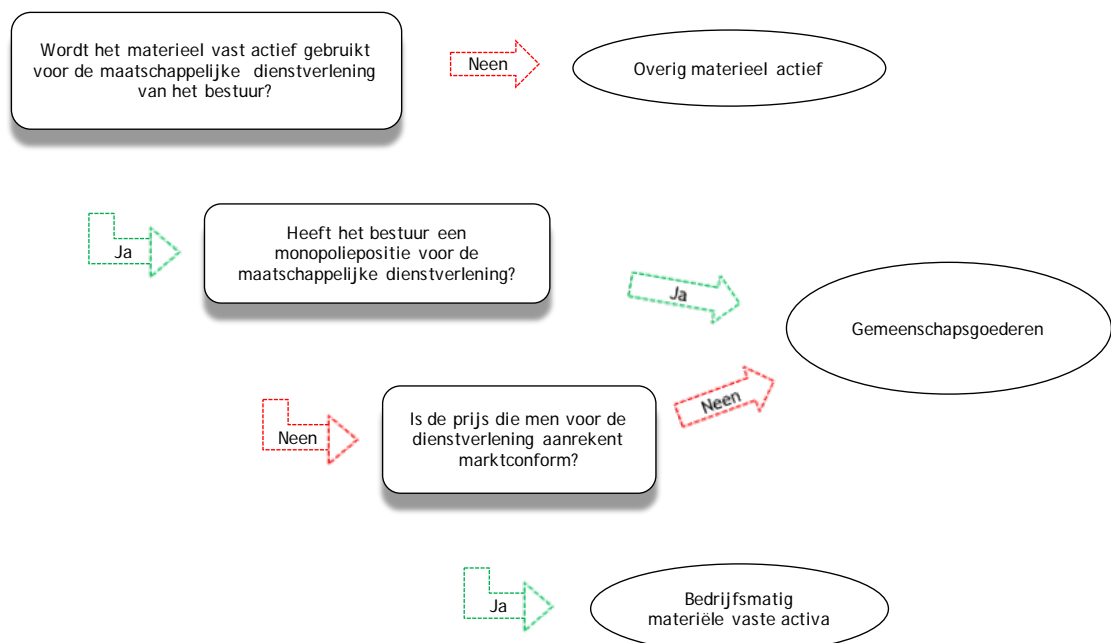 Wordt het materieel vast actief gebruikt
voor de maatschappelijke dienstverlening
van het bestuur?
Neen
Overig materieel actief
Ja
Heeft het bestuur een
monopoliepositie voor de
maatschappelijke dienstverlening?
Ja
Gemeenschapsgoederen
Neen
Is de prijs die men voor de
dienstverlening aanrekent
marktconform?
Neen
Ja
Bedrijfsmatig
materiële vaste activa